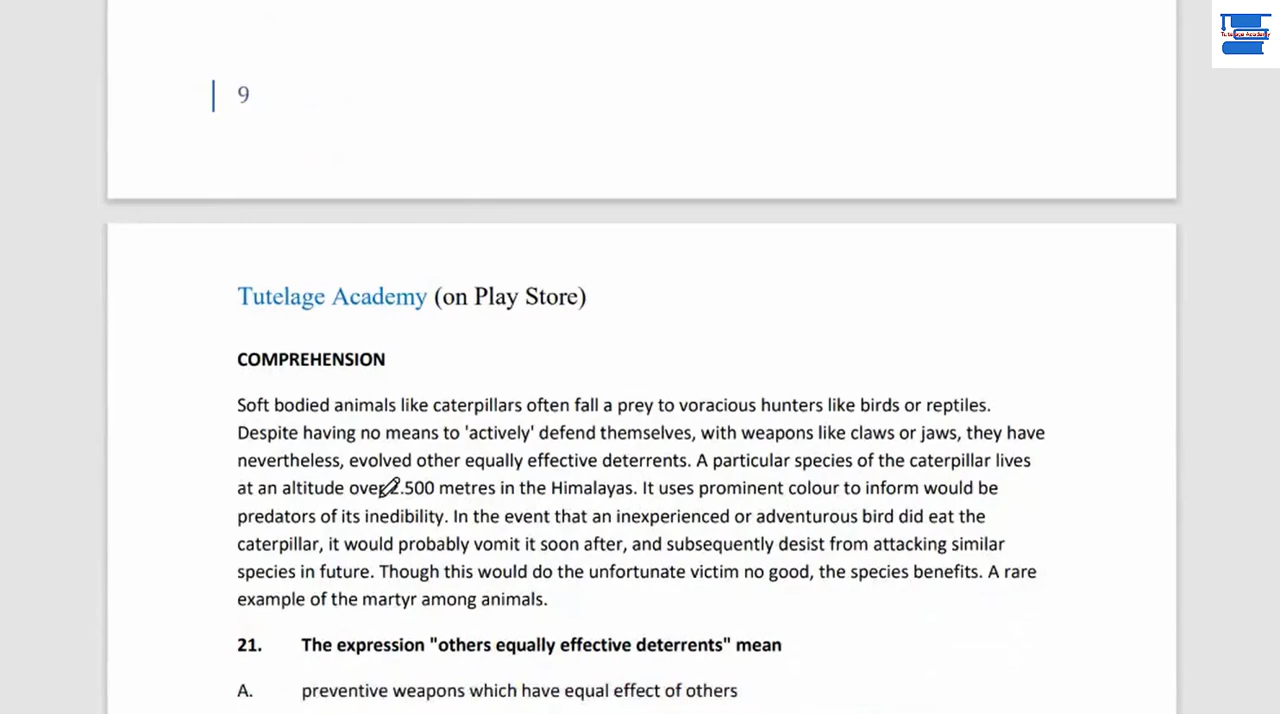 Tutelage Academy
9
Tutelage Academy (on Play Store)
COMPREHENSION
Soft bodied animals like caterpillars often fall a prey to voracious hunters like birds or reptiles.
Despite having no means to 'actively' defend themselves, with weapons like claws or jaws, they have
nevertheless, evolved other equally effective deterrents. A particular species of the caterpillar lives
at an altitude over 2.500 metres in the Himalayas. It uses prominent colour to inform would be
predators of its inedibility. In the event that an inexperienced or adventurous bird did eat the
caterpillar, it would probably vomit it soon after, and subsequently desist from attacking similar
species in future. Though this would do the unfortunate victim no good, the species benefits. A rare
example of the martyr among animals.
21. The expression "others equally effective deterrents" mean
A. preventive weapons which have equal effect of others